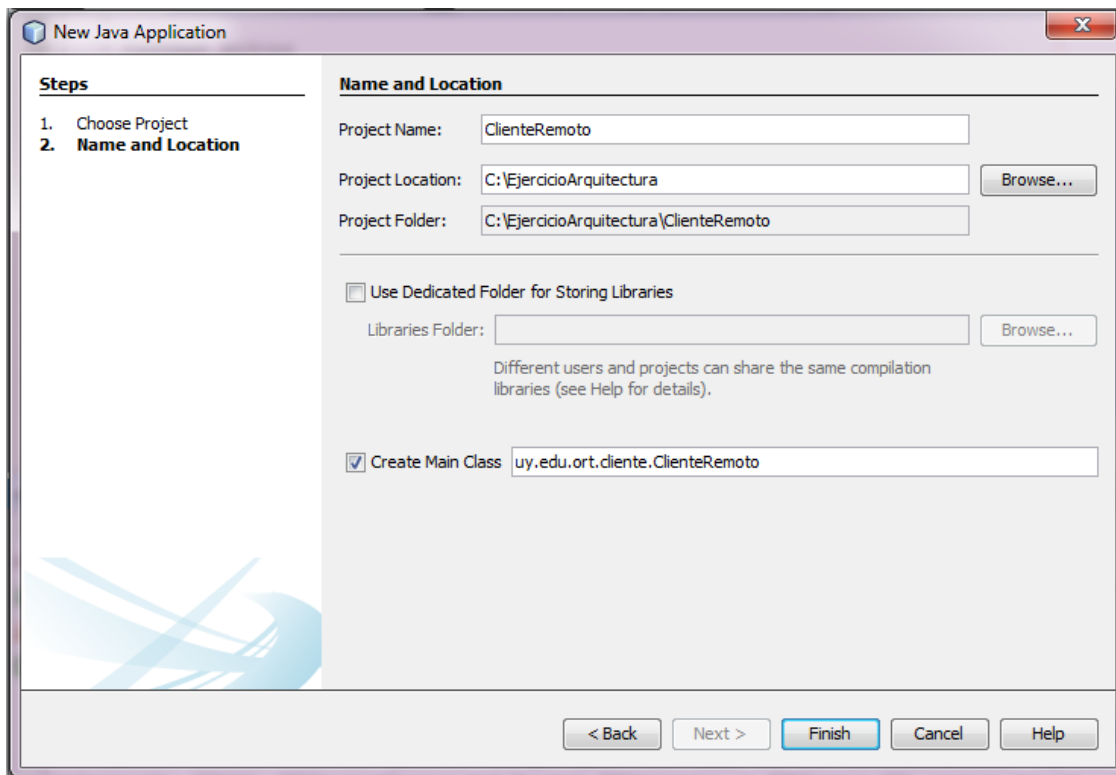 New Java Application
Steps
1. Choose Project
2. Name and Location
Name and Location
Project Name: ClienteRemoto
Project Location: C:\EjercicioArquitectura Browse...
Project Folder: C:\EjercicioArquitectura\ClienteRemoto
Use Dedicated Folder for Storing Libraries
Libraries Folder: Browse...
Different users and projects can share the same compilation
libraries (see Help for details).
Create Main Class uy.edu.ort.cliente.ClienteRemoto
< Back Next > Finish Cancel Help